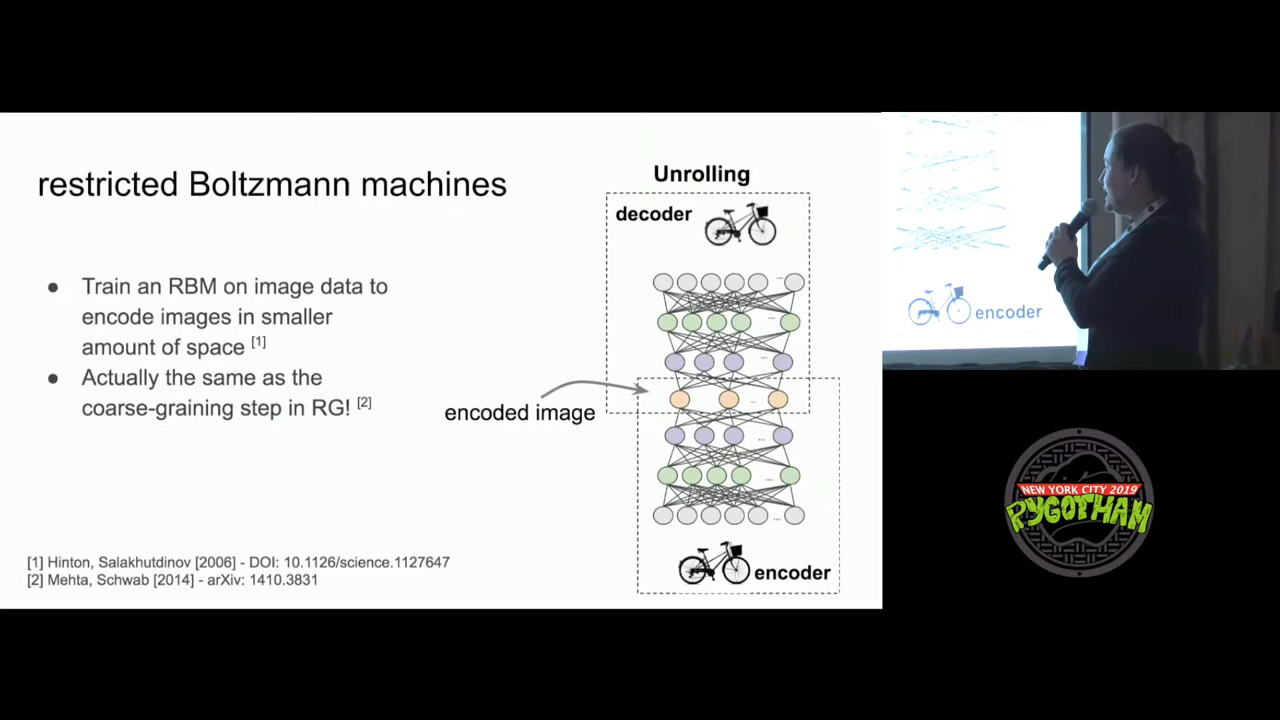 restricted Boltzmann machines
● Train an RBM on image data to
encode images in smaller
amount of space [1]
● Actually the same as the
coarse-graining step in RG! [2]
[1] Hinton, Salakhutdinov [2006] - DOI: 10.1126/science.1127647
[2] Mehta, Schwab [2014] - arXiv: 1410.3831
Unrolling
decoder
...
...
...
encoded image
...
...
...
...
encoder
encoder
NEW YORK CITY 2019
PYGOTHAM